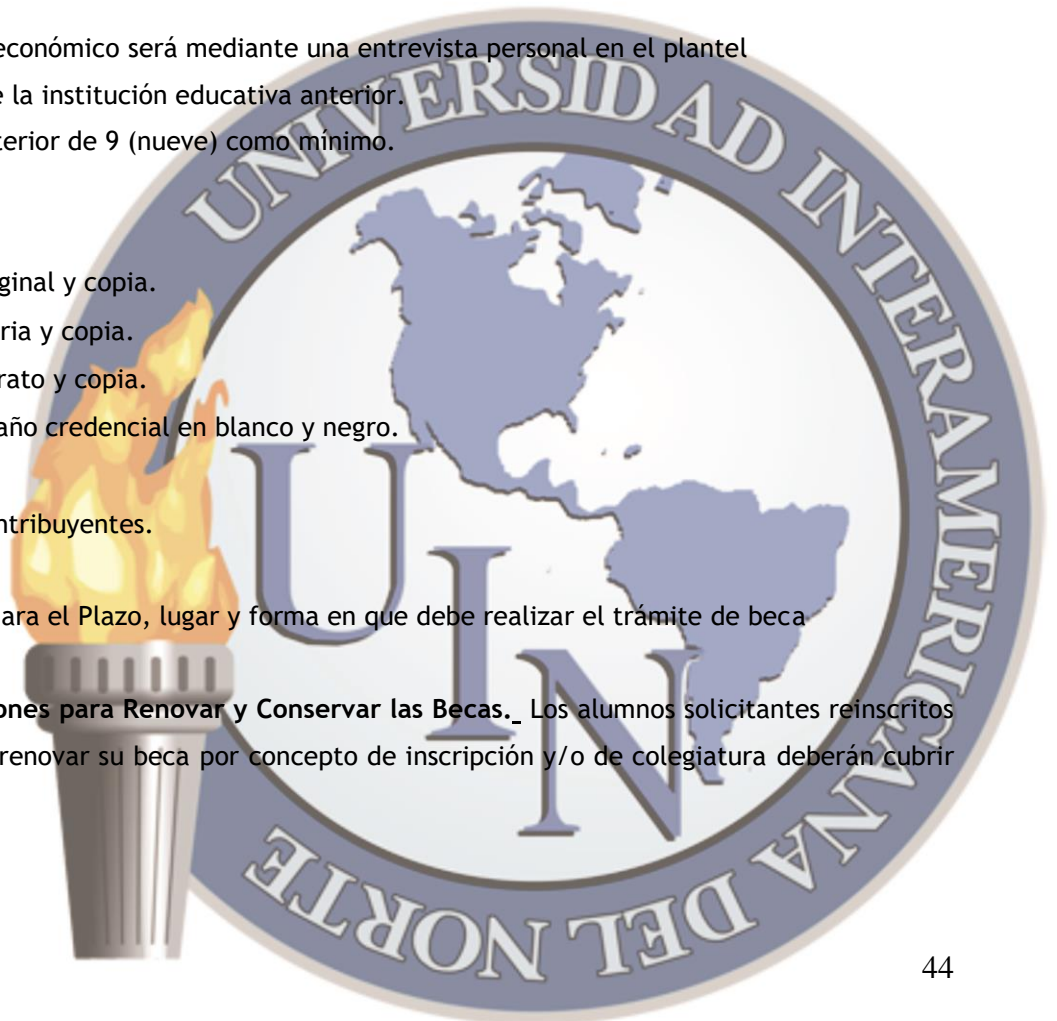 económico será mediante una entrevista personal en el plantel
la institución educativa anterior.
terior de 9 (nueve) como mínimo.
ginal y copia.
ria y copia.
rato y copia.
año credencial en blanco y negro.
ntribuyentes.
ara el Plazo, lugar y forma en que debe realizar el trámite de beca
ones para Renovar y Conservar las Becas. Los alumnos solicitantes reinscritos
renovar su beca por concepto de inscripción y/o de colegiatura deberán cubrir
44
UNIVERSIDAD INTERAMERICANA DEL NORTE
UIN